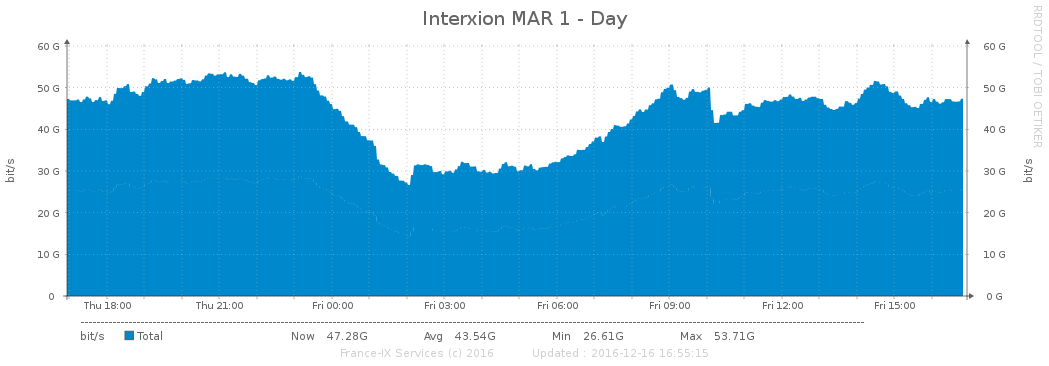 Interxion MAR 1 - Day
RRDTOOL / TOBI OETIKER
60 G 60 G
50 G 50 G
40 G 40 G
30 G 30 G
20 G 20 G
10 G 10 G
0 0 G
bit/s
bit/s
Thu 18:00 Thu 21:00 Fri 00:00 Fri 03:00 Fri 06:00 Fri 09:00 Fri 12:00 Fri 15:00
bit/s Total Now 47.28G Avg 43.54G Min 26.61G Max 53.71G
France-IX Services (c) 2016 Updated : 2016-12-16 16:55:15